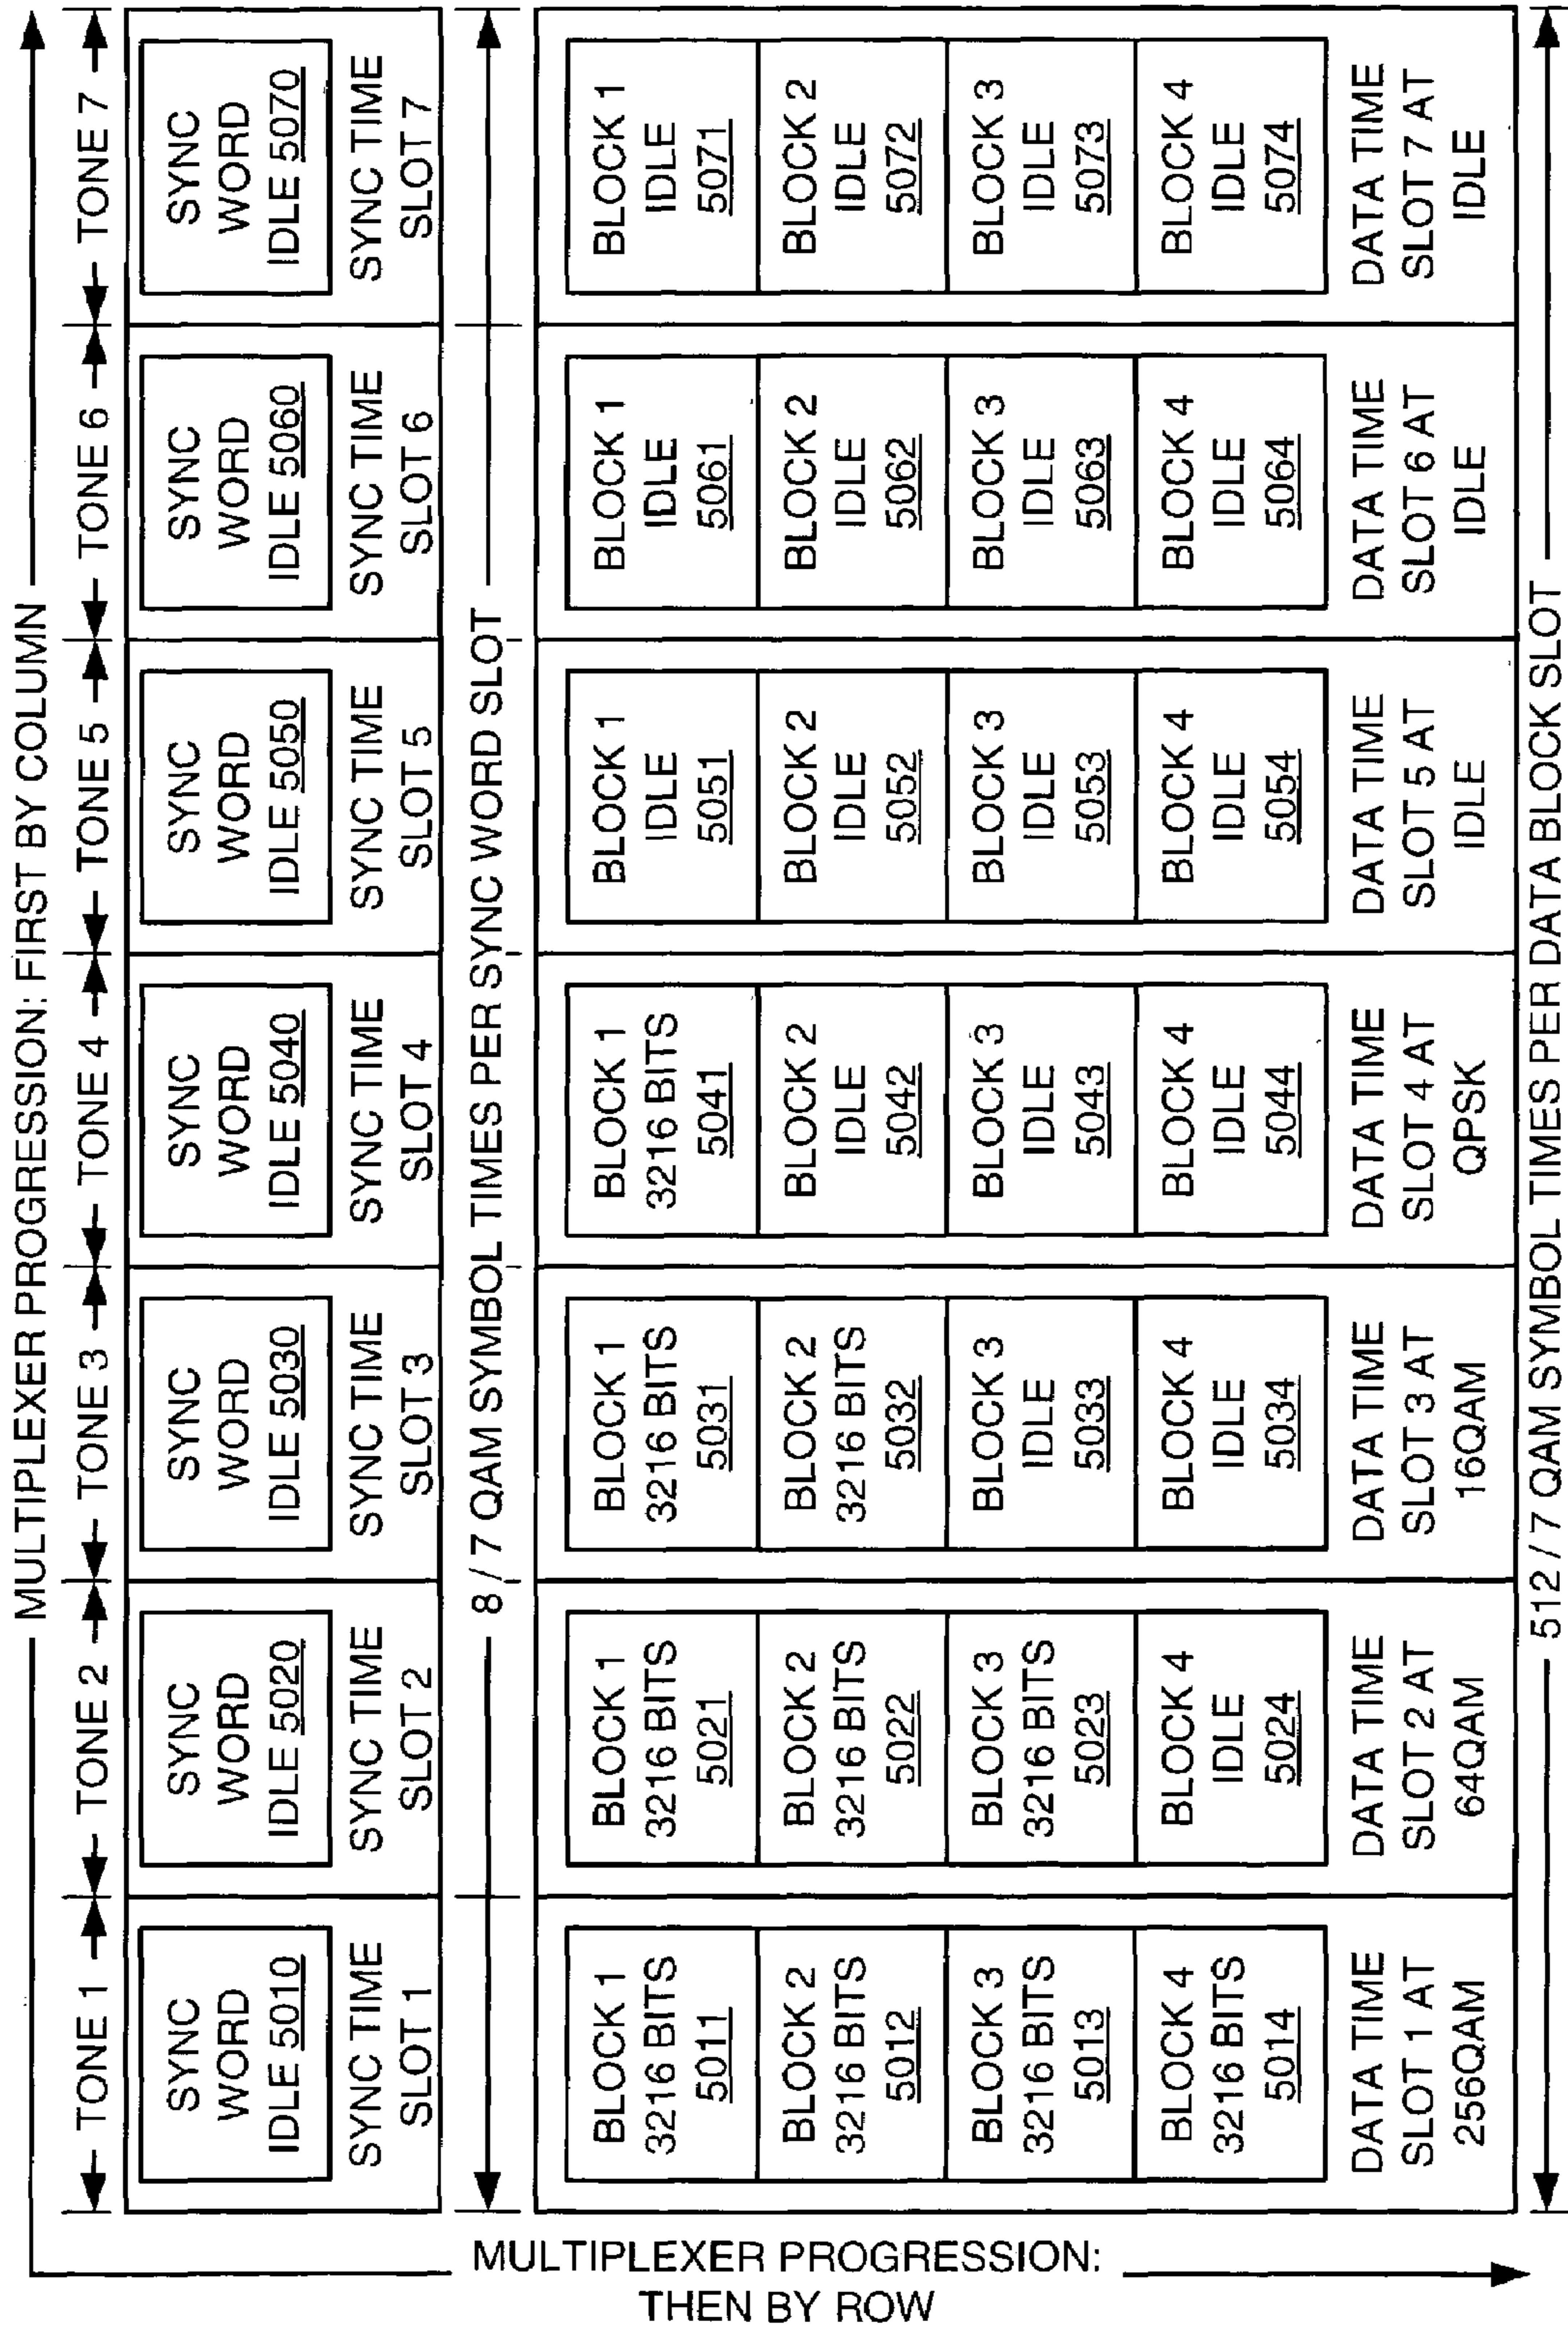 MULTIPLEXER PROGRESSION: FIRST BY COLUMN
TONE 1
TONE 2
TONE 3
TONE 4
TONE 5
TONE 6
TONE 7
SYNC
WORD
IDLE 5010
SYNC TIME
SLOT 1
SYNC
WORD
IDLE 5020
SYNC TIME
SLOT 2
SYNC
WORD
IDLE 5030
SYNC TIME
SLOT 3
SYNC
WORD
IDLE 5040
SYNC TIME
SLOT 4
SYNC
WORD
IDLE 5050
SYNC TIME
SLOT 5
SYNC
WORD
IDLE 5060
SYNC TIME
SLOT 6
SYNC
WORD
IDLE 5070
SYNC TIME
SLOT 7
8 / 7 QAM SYMBOL TIMES PER SYNC WORD SLOT
BLOCK 1
3216 BITS
5011
BLOCK 2
3216 BITS
5012
BLOCK 3
3216 BITS
5013
BLOCK 4
3216 BITS
5014
DATA TIME
SLOT 1 AT
256QAM
BLOCK 1
3216 BITS
5021
BLOCK 2
3216 BITS
5022
BLOCK 3
3216 BITS
5023
BLOCK 4
IDLE
5024
DATA TIME
SLOT 2 AT
64QAM
BLOCK 1
3216 BITS
5031
BLOCK 2
3216 BITS
5032
BLOCK 3
IDLE
5033
BLOCK 4
IDLE
5034
DATA TIME
SLOT 3 AT
16QAM
BLOCK 1
3216 BITS
5041
BLOCK 2
IDLE
5042
BLOCK 3
IDLE
5043
BLOCK 4
IDLE
5044
DATA TIME
SLOT 4 AT
QPSK
BLOCK 1
IDLE
5051
BLOCK 2
IDLE
5052
BLOCK 3
IDLE
5053
BLOCK 4
IDLE
5054
DATA TIME
SLOT 5 AT
IDLE
BLOCK 1
IDLE
5061
BLOCK 2
IDLE
5062
BLOCK 3
IDLE
5063
BLOCK 4
IDLE
5064
DATA TIME
SLOT 6 AT
IDLE
BLOCK 1
IDLE
5071
BLOCK 2
IDLE
5072
BLOCK 3
IDLE
5073
BLOCK 4
IDLE
5074
DATA TIME
SLOT 7 AT
IDLE
512 / 7 QAM SYMBOL TIMES PER DATA BLOCK SLOT
MULTIPLEXER PROGRESSION:
THEN BY ROW